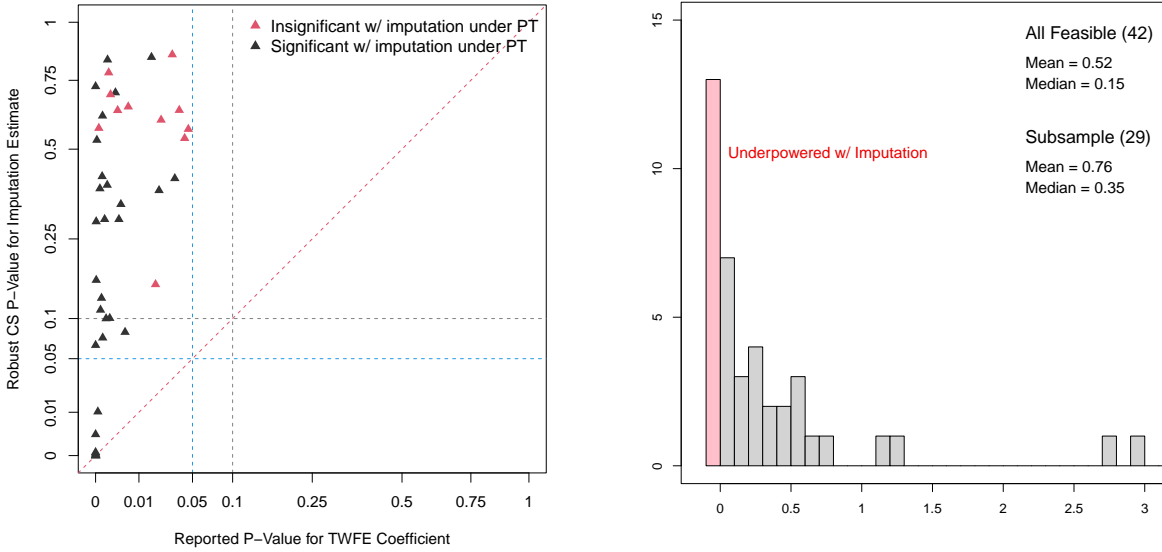 Insignificant w/ imputation under PT
Significant w/ imputation under PT
Robust CS P-Value for Imputation Estimate
1
0.75
0.5
0.25
0.1
0.05
0.01
0
0 0.01 0.05 0.1 0.25 0.5 0.75 1
Reported P-Value for TWFE Coefficient
15
10
5
0
All Feasible (42)
Mean = 0.52
Median = 0.15
Subsample (29)
Mean = 0.76
Median = 0.35
Underpowered w/ Imputation
0 0.5 1 1.5 2 2.5 3